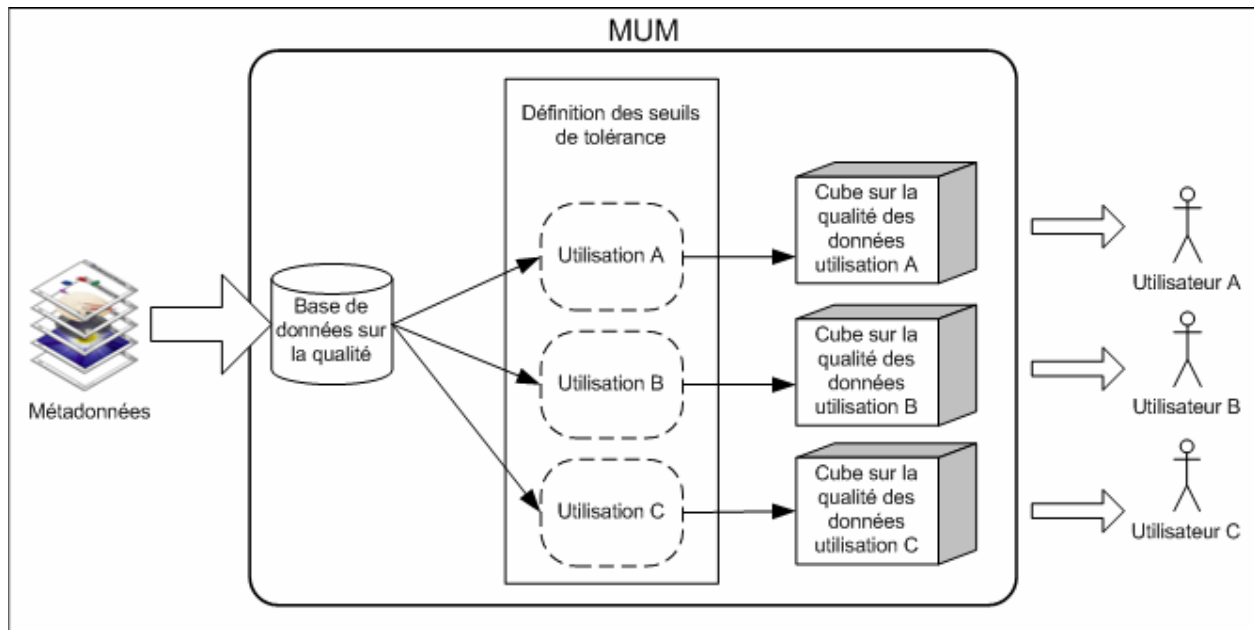 MUM
Définition des seuils
de tolérance
Métadonnées
Base de
données sur
la qualité
Utilisation A
Utilisation B
Utilisation C
Cube sur la
qualité des
données
utilisation A
Cube sur la
qualité des
données
utilisation B
Cube sur la
qualité des
données
utilisation C
Utilisateur A
Utilisateur B
Utilisateur C